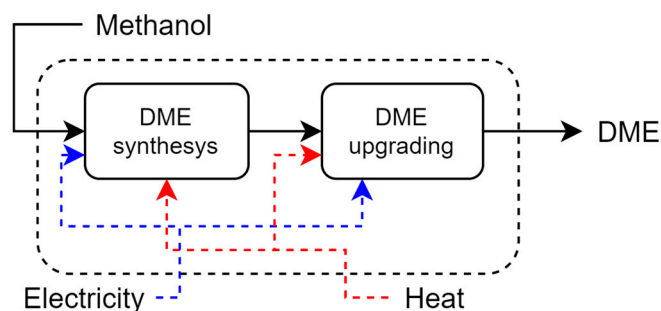 Methanol
DME
synthesys
DME
upgrading
DME
Electricity
Heat